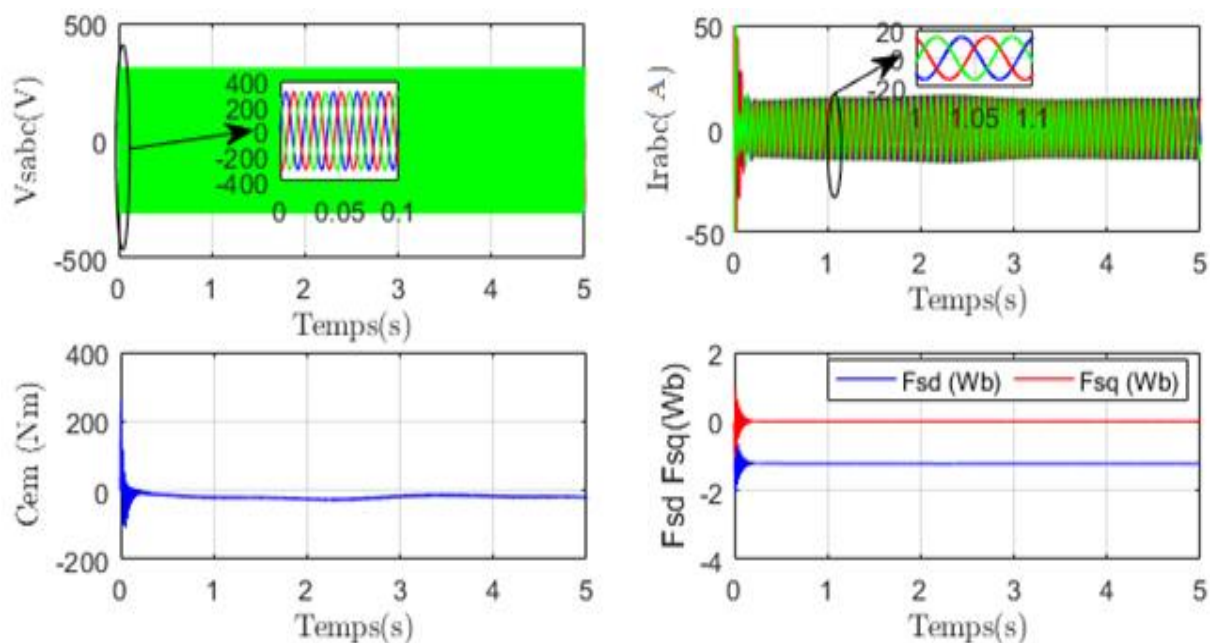 500
0
-500
Vsabc(V)
400
200
0
-200
-400
0 0.05 0.1
0 1 2 3 4 5
Temps(s)
50
0
-50
Irabc( A)
20
0
-20
1 1.05 1.1
0 1 2 3 4 5
Temps(s)
400
200
0
-200
Cem (Nm)
0 1 2 3 4 5
Temps(s)
2
0
-2
-4
Fsd Fsq(Wb)
Fsd (Wb) Fsq (Wb)
0 1 2 3 4 5
Temps(s)